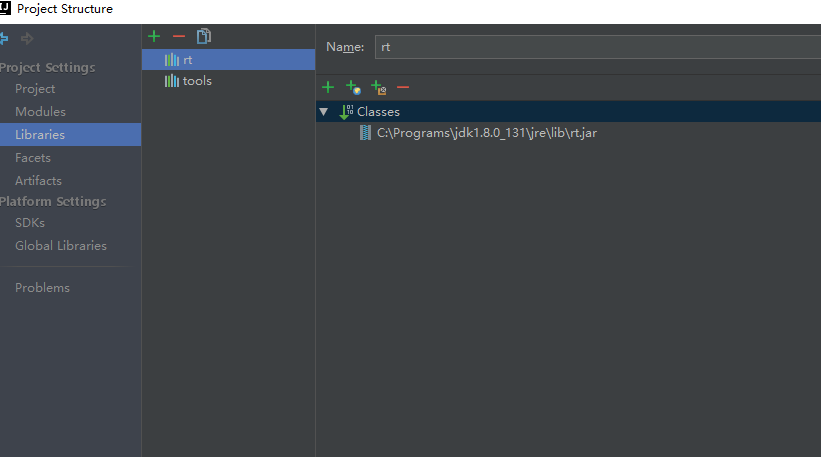 Project Structure
Project Settings
Project
Modules
Libraries
Facets
Artifacts
Platform Settings
SDKs
Global Libraries
Problems
rt
tools
Name: rt
Classes
C:\Programs\jdk1.8.0_131\jre\lib\rt.jar